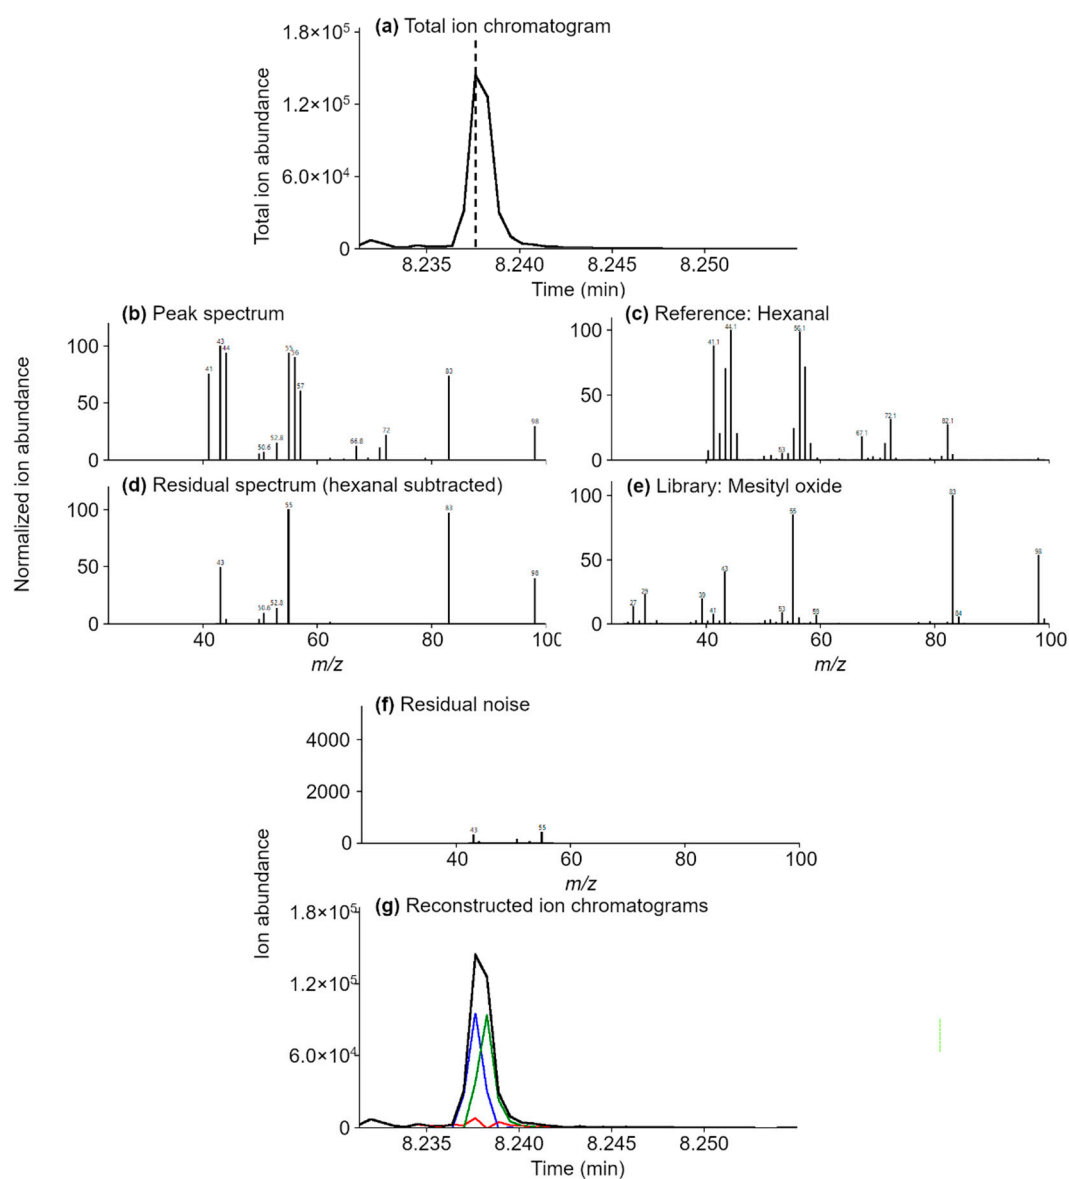 (a) Total ion chromatogram
1.8×10⁵
1.2×10⁵
6.0×10⁴
0
Total ion abundance
8.235 8.240 8.245 8.250
Time (min)
Normalized ion abundance
(b) Peak spectrum
100
50
0
41 43 44 50.6 52.8 55 56 57 66.8 72 83 98
(c) Reference: Hexanal
100
50
0
41.1 44.1 53 56.1 67.1 72.1 82.1
(d) Residual spectrum (hexanal subtracted)
100
50
0
43 50.6 52.8 55 83 98
40 60 80 100
m/z
(e) Library: Mesityl oxide
100
50
0
27 29 39 41 43 53 55 59 83 84 98
40 60 80 100
m/z
(f) Residual noise
4000
2000
0
43 55
40 60 80 100
m/z
Ion abundance
(g) Reconstructed ion chromatograms
1.8×10⁵
1.2×10⁵
6.0×10⁴
0
8.235 8.240 8.245 8.250
Time (min)